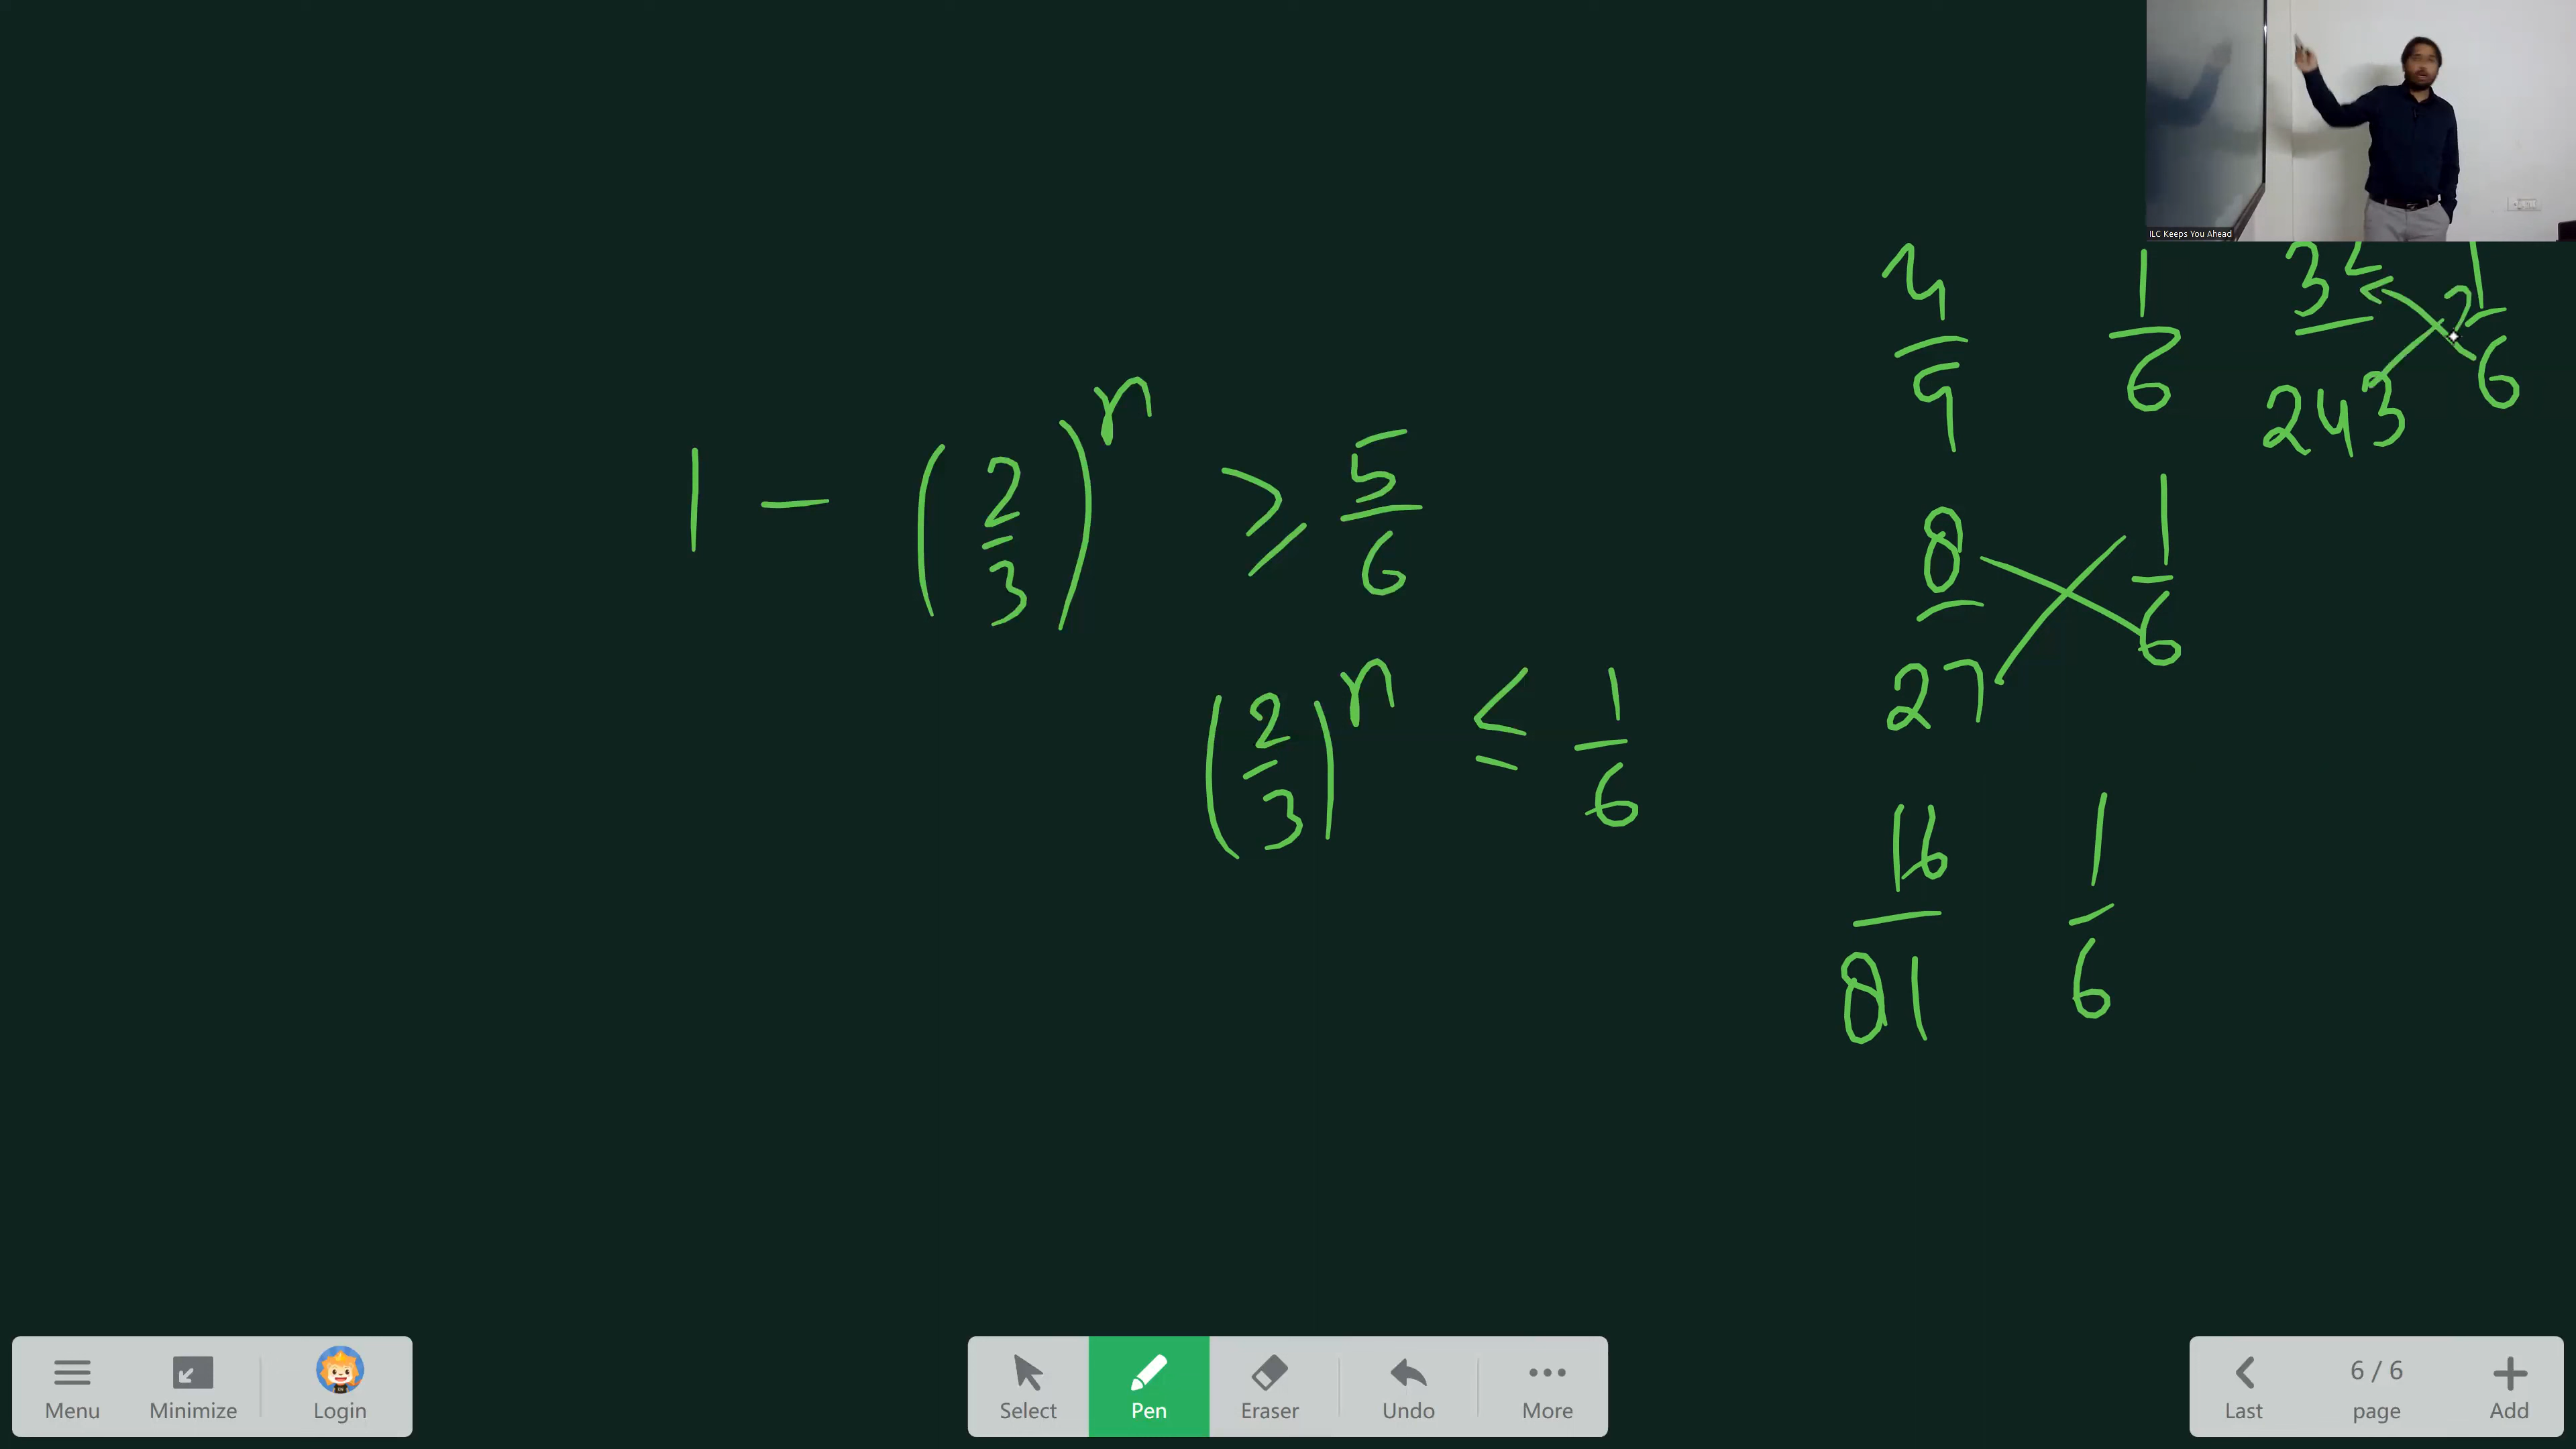 ILC Keeps You Ahead
4/9 1/6 32/243 1/6
1 - (2/3)^n ≥ 5/6
8/27 1/6
(2/3)^n ≤ 1/6
16/81 1/6
Menu Minimize Login Select Pen Eraser Undo More Last 6 / 6 page Add